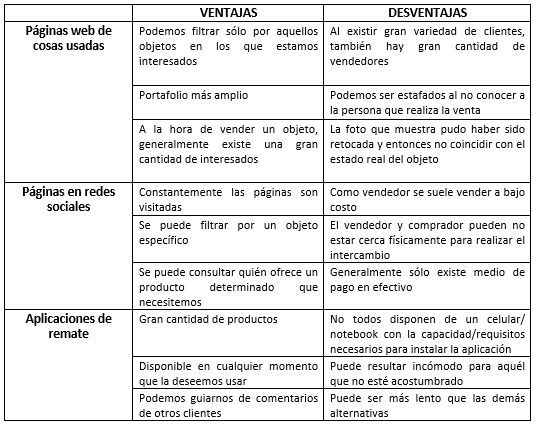 VENTAJAS
DESVENTAJAS
Páginas web de
cosas usadas
Podemos filtrar sólo por aquellos
objetos en los que estamos
interesados
Al existir gran variedad de clientes,
también hay gran cantidad de
vendedores
Portafolio más amplio
Podemos ser estafados al no conocer a
la persona que realiza la venta
A la hora de vender un objeto,
generalmente existe una gran
cantidad de interesados
La foto que muestra pudo haber sido
retocada y entonces no coincidir con el
estado real del objeto
Páginas en redes
sociales
Constantemente las páginas son
visitadas
Como vendedor se suele vender a bajo
costo
Se puede filtrar por un objeto
específico
El vendedor y comprador pueden no
estar cerca físicamente para realizar el
intercambio
Se puede consultar quién ofrece un
producto determinado que
necesitemos
Generalmente sólo existe medio de
pago en efectivo
Aplicaciones de
remate
Gran cantidad de productos
No todos disponen de un celular/
notebook con la capacidad/requisitos
necesarios para instalar la aplicación
Disponible en cualquier momento
que la deseemos usar
Puede resultar incómodo para aquél
que no esté acostumbrado
Podemos guiarnos de comentarios
de otros clientes
Puede ser más lento que las demás
alternativas